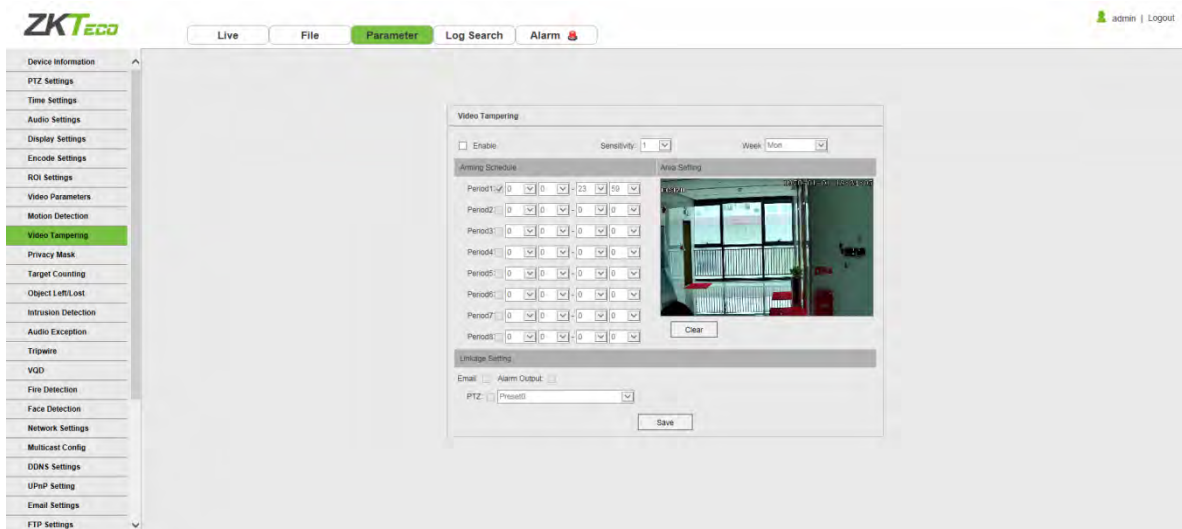 ZKTECO
admin | Logout
Live
File
Parameter
Log Search
Alarm
Device Information
PTZ Settings
Time Settings
Audio Settings
Display Settings
Encode Settings
ROI Settings
Video Parameters
Motion Detection
Video Tampering
Privacy Mask
Target Counting
Object Left/Lost
Intrusion Detection
Audio Exception
Tripwire
VQD
Fire Detection
Face Detection
Network Settings
Multicast Config
DDNS Settings
UPnP Setting
Email Settings
FTP Settings
Video Tampering
Enable
Sensitivity: 1
Week Mon
Arming Schedule
Area Setting
Period1: 0 0 - 23 59
Period2: 0 0 - 0 0
Period3: 0 0 - 0 0
Period4: 0 0 - 0 0
Period5: 0 0 - 0 0
Period6: 0 0 - 0 0
Period7: 0 0 - 0 0
Period8: 0 0 - 0 0
Clear
Linkage Setting
Email: Alarm Output:
PTZ: Preset0
Save